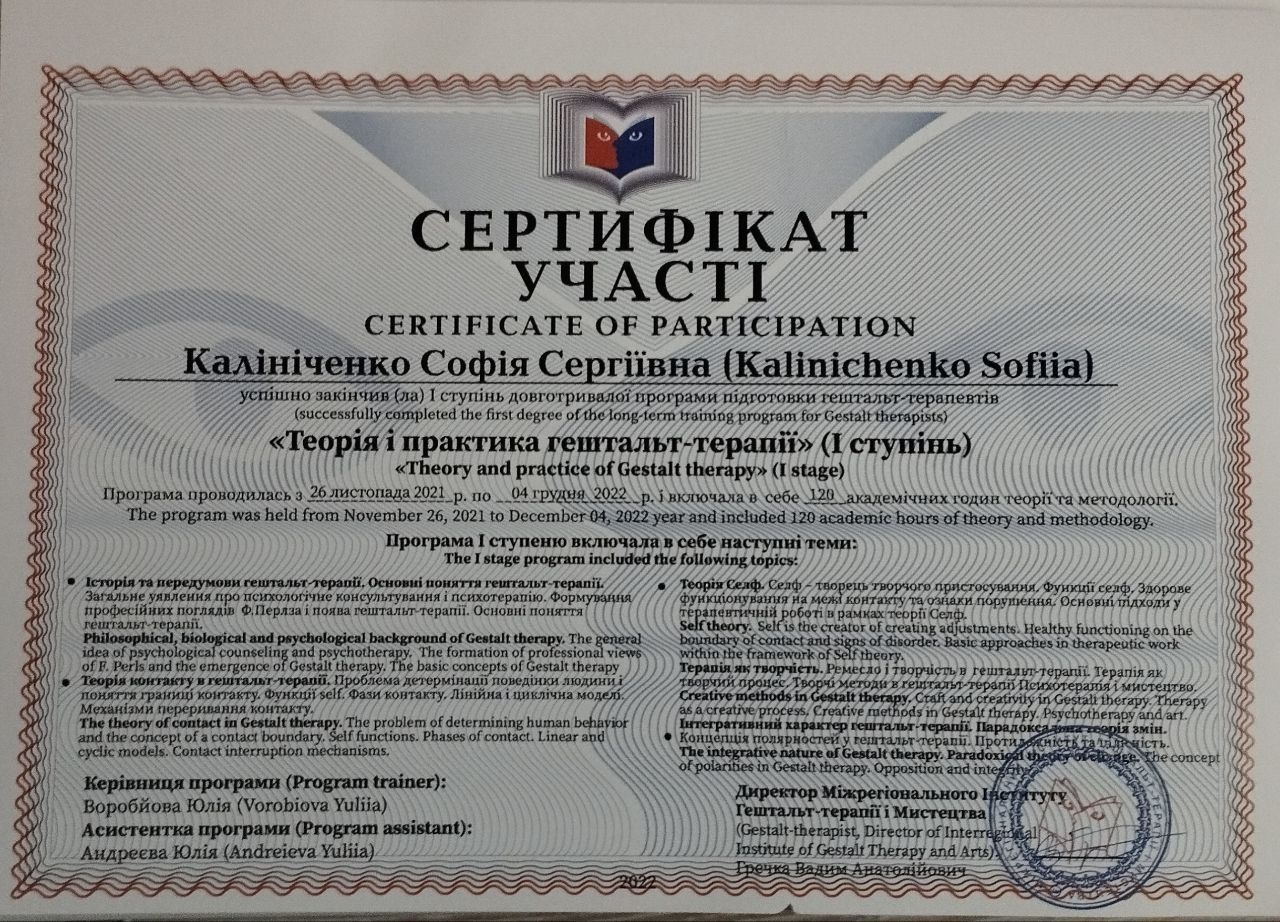 СЕРТИФІКАТ
УЧАСТІ
CERTIFICATE OF PARTICIPATION
Калініченко Софія Сергіївна (Kalinichenko Sofiia)
успішно закінчив (ла) І ступінь довготривалої програми підготовки гештальт-терапевтів
(successfully completed the first degree of the long-term training program for Gestalt therapists)
«Теорія і практика гештальт-терапії» (І ступінь)
«Theory and practice of Gestalt therapy» (I stage)
Програма проводилась з 26 листопада 2021 р. по 04 грудня 2022 р. і включала в себе 120 академічних годин теорії та методології.
The program was held from November 26, 2021 to December 04, 2022 year and included 120 academic hours of theory and methodology.
Програма І ступеню включала в себе наступні теми:
The I stage program included the following topics:
• Історія та передумови гештальт-терапії. Основні поняття гештальт-терапії.
Загальне уявлення про психологічне консультування і психотерапію. Формування
професійних поглядів Ф.Перлза і поява гештальт-терапії. Основні поняття
гештальт-терапії.
Philosophical, biological and psychological background of Gestalt therapy. The general
idea of psychological counseling and psychotherapy. The formation of professional views
of F. Perls and the emergence of Gestalt therapy. The basic concepts of Gestalt therapy
• Теорія контакту в гештальт-терапії. Проблема детермінації поведінки людини і
поняття границі контакту. Функції self. Фази контакту. Лінійна і циклічна моделі.
Механізми переривання контакту.
The theory of contact in Gestalt therapy. The problem of determining human behavior
and the concept of a contact boundary. Self functions. Phases of contact. Linear and
cyclic models. Contact interruption mechanisms.
• Теорія Селф. Селф – творець творчого пристосування. Функції селф. Здорове
функціонування на межі контакту та ознаки порушення. Основні підходи у
терапевтичній роботі в рамках теорії Селф.
Self theory. Self is the creator of creating adjustments. Healthy functioning on the
boundary of contact and signs of disorder. Basic approaches in therapeutic work
within the framework of Self theory.
Терапія як творчість. Ремесло і творчість в гештальт-терапії. Терапія як
творчий процес. Творчі методи в гештальт-терапії Психотерапія і мистецтво.
Creative methods in Gestalt therapy. Craft and creativity in Gestalt therapy. Therapy
as a creative process. Creative methods in Gestalt therapy. Psychotherapy and art.
Інтегративний характер гештальт-терапії. Парадоксальна теорія змін.
• Концепція полярностей у гештальт-терапії. Протилежність та цілісність.
The integrative nature of Gestalt therapy. Paradoxical theory of change. The concept
of polarities in Gestalt therapy. Opposition and integrity.
Керівниця програми (Program trainer):
Воробйова Юлія (Vorobiova Yuliia)
Асистентка програми (Program assistant):
Андреєва Юлія (Andreieva Yuliia)
Директор Міжрегіонального Інституту
Гештальт-терапії і Мистецтва
(Gestalt-therapist, Director of Interregional
Institute of Gestalt Therapy and Arts)
Гречка Вадим Анатолійович
2022